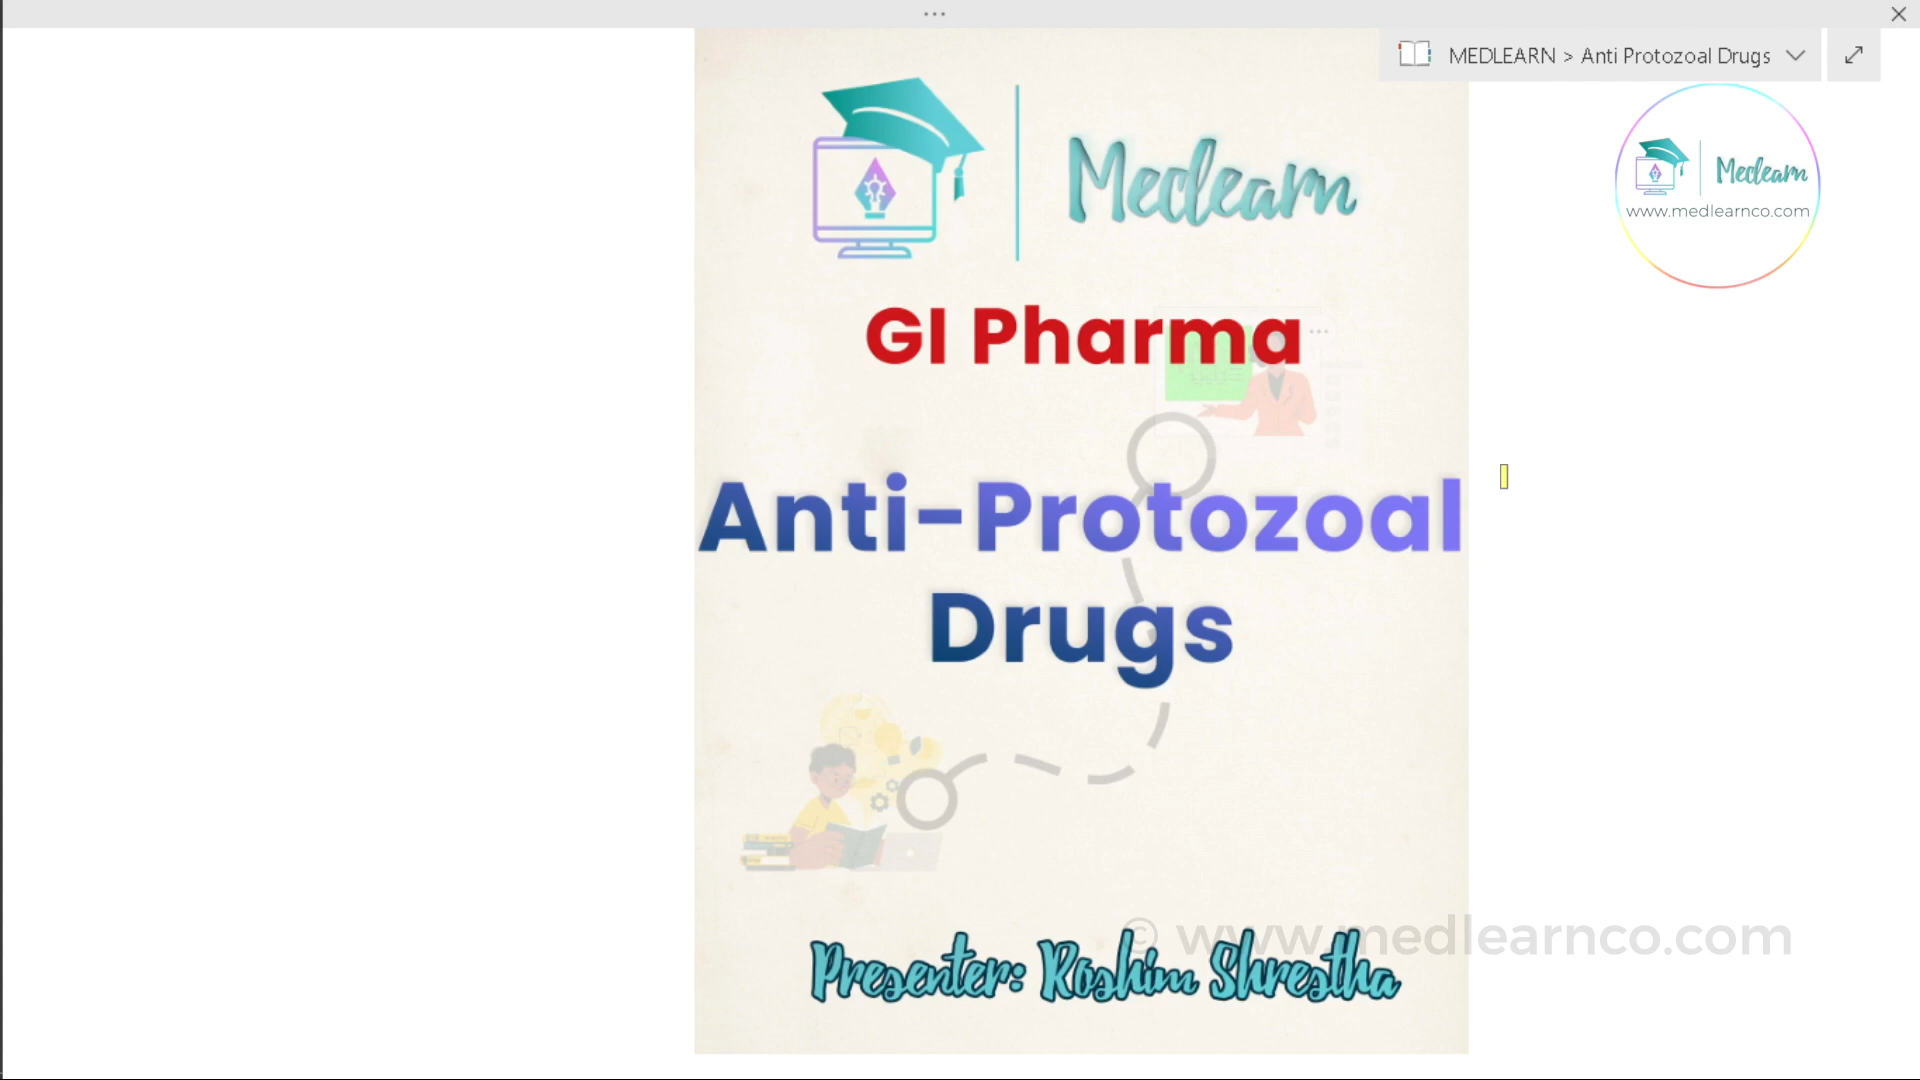 MEDLEARN > Anti Protozoal Drugs
Medlearn
Medlearn
www.medlearnco.com
GI Pharma
Anti-Protozoal
Drugs
© www.medlearnco.com
Presenter: Roshim Shrestha